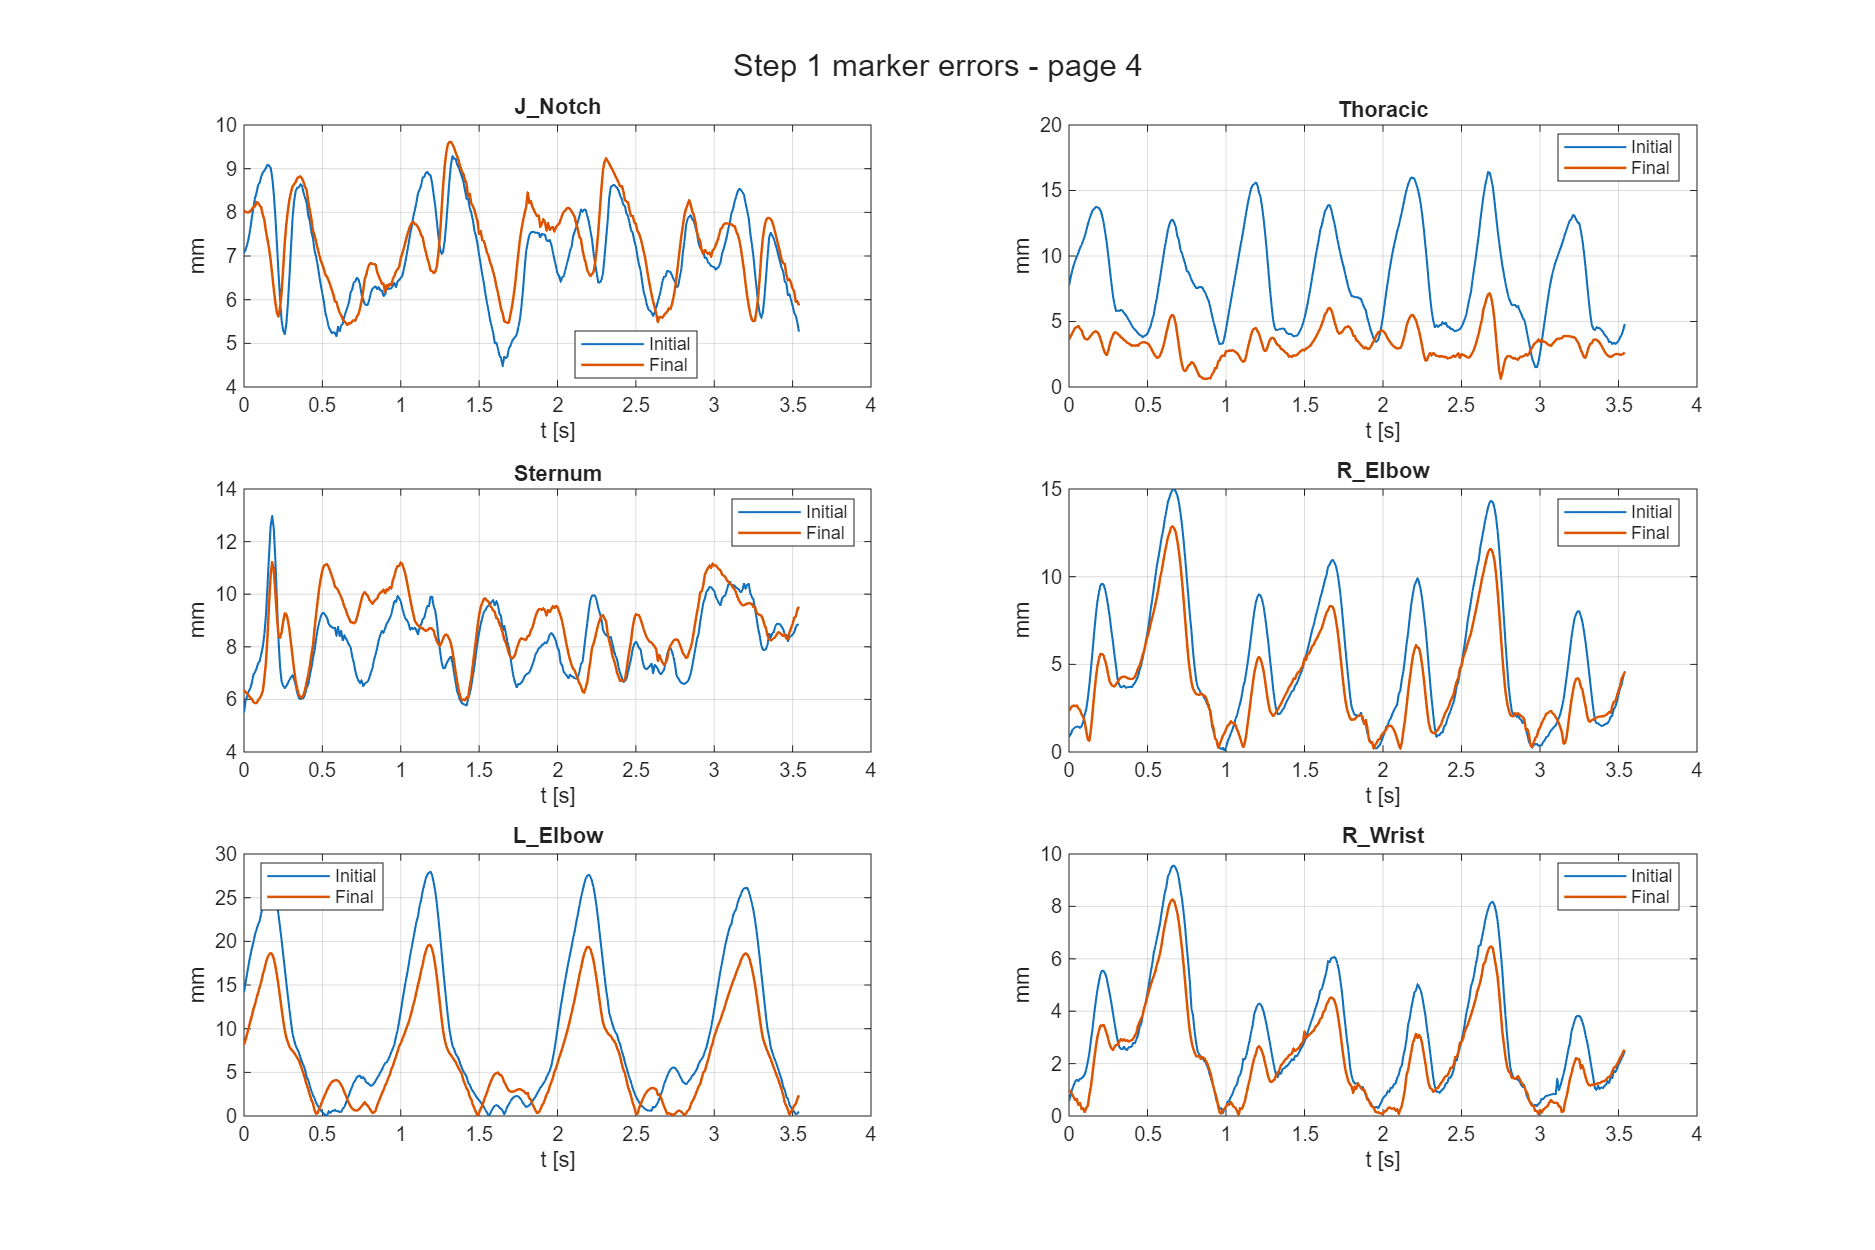 Step 1 marker errors - page 4
J_Notch
10
9
8
7
6
5
4
mm
0 0.5 1 1.5 2 2.5 3 3.5 4
t [s]
Initial
Final
Thoracic
20
15
10
5
0
mm
0 0.5 1 1.5 2 2.5 3 3.5 4
t [s]
Initial
Final
Sternum
14
12
10
8
6
4
mm
0 0.5 1 1.5 2 2.5 3 3.5 4
t [s]
Initial
Final
R_Elbow
15
10
5
0
mm
0 0.5 1 1.5 2 2.5 3 3.5 4
t [s]
Initial
Final
L_Elbow
30
25
20
15
10
5
0
mm
0 0.5 1 1.5 2 2.5 3 3.5 4
t [s]
Initial
Final
R_Wrist
10
8
6
4
2
0
mm
0 0.5 1 1.5 2 2.5 3 3.5 4
t [s]
Initial
Final